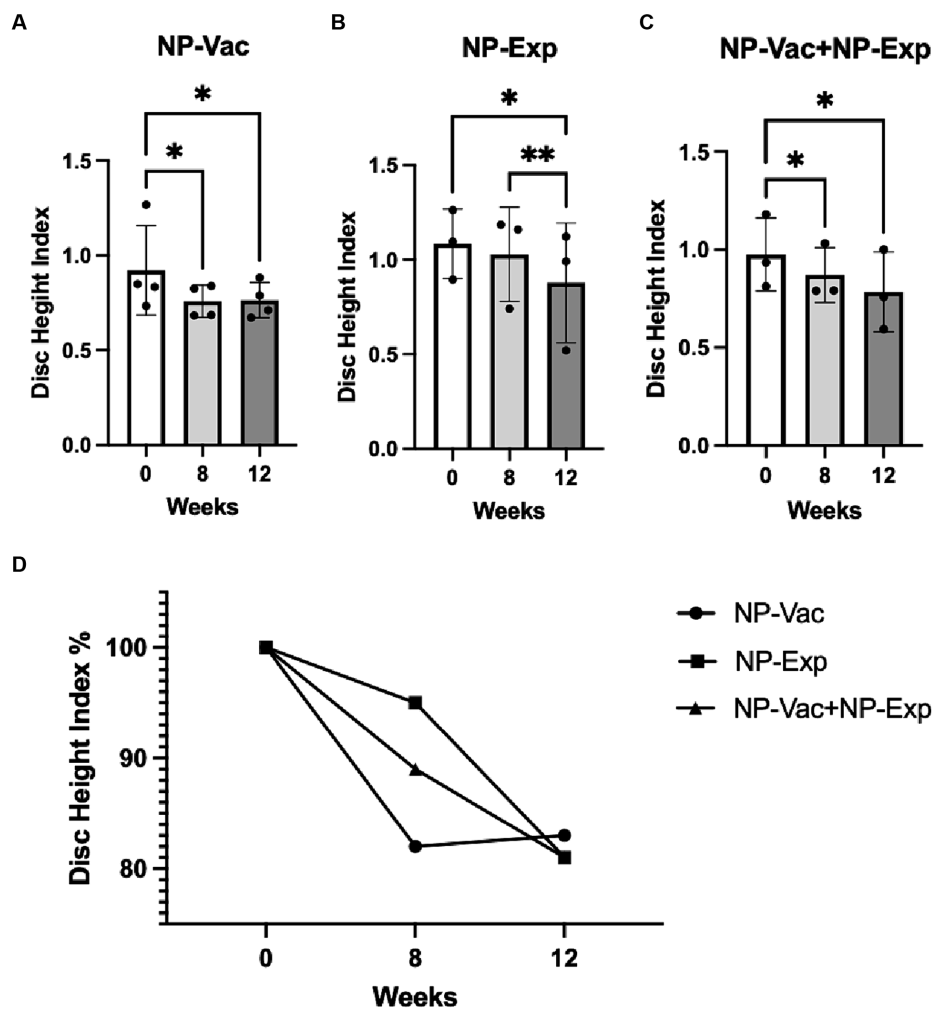 A
NP-Vac
*
*
1.5
1.0
0.5
0.0
Disc Hegiht Index
0 8 12
Weeks
B
NP-Exp
*
**
1.5
1.0
0.5
0.0
Disc Height Index
0 8 12
Weeks
C
NP-Vac+NP-Exp
*
*
1.5
1.0
0.5
0.0
Disc Height Index
0 8 12
Weeks
D
100
90
80
Disc Height Index %
0 8 12
Weeks
NP-Vac
NP-Exp
NP-Vac+NP-Exp